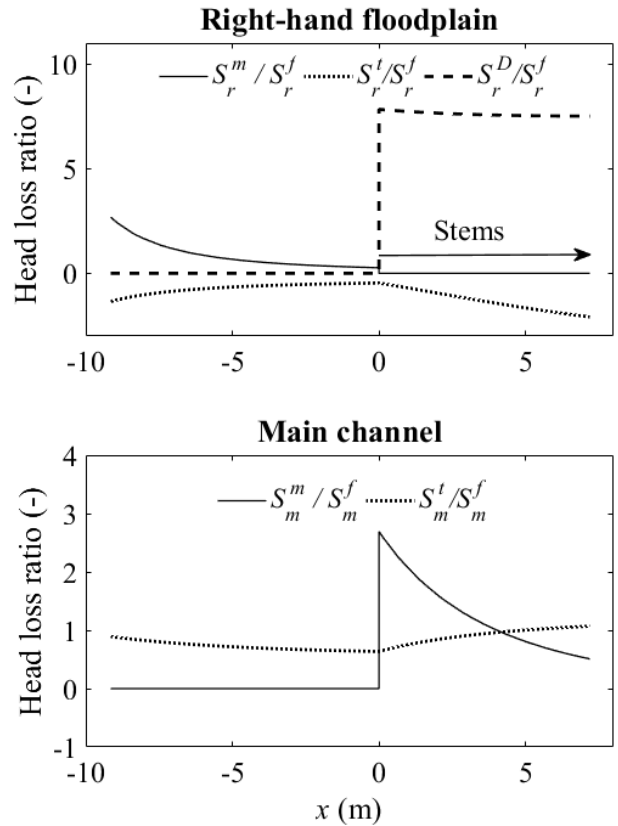 Right-hand floodplain
10
5
0
Head loss ratio (-)
S_r^m / S_r^f S_r^t/S_r^f S_r^D/S_r^f
Stems
-10 -5 0 5
Main channel
4
3
2
1
0
-1
Head loss ratio (-)
S_m^m / S_m^f S_m^t/S_m^f
-10 -5 0 5
x (m)